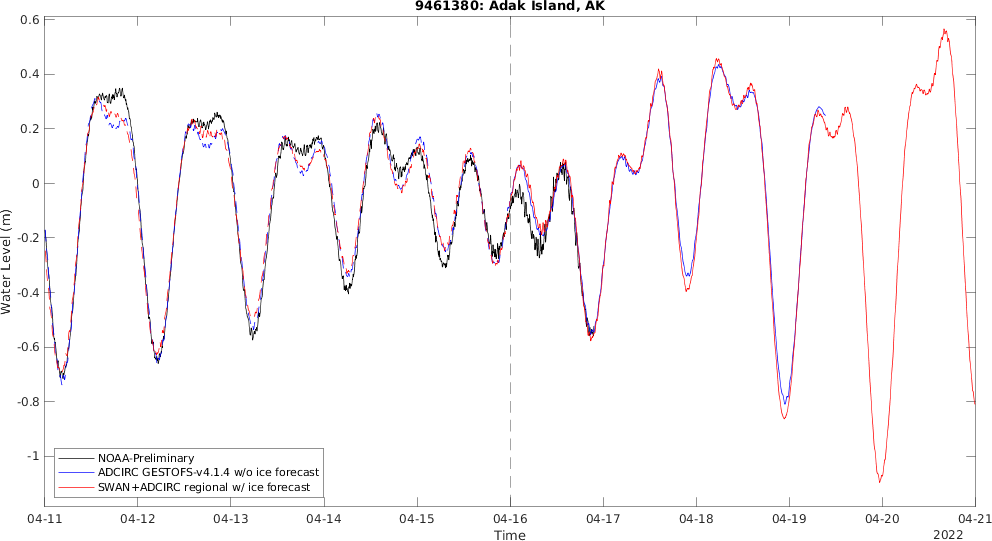 9461380: Adak Island, AK
0.6
0.4
0.2
0
-0.2
-0.4
-0.6
-0.8
-1
Water Level (m)
NOAA-Preliminary
ADCIRC GESTOFS-v4.1.4 w/o ice forecast
SWAN+ADCIRC regional w/ ice forecast
04-11 04-12 04-13 04-14 04-15 04-16 04-17 04-18 04-19 04-20 04-21
Time
2022